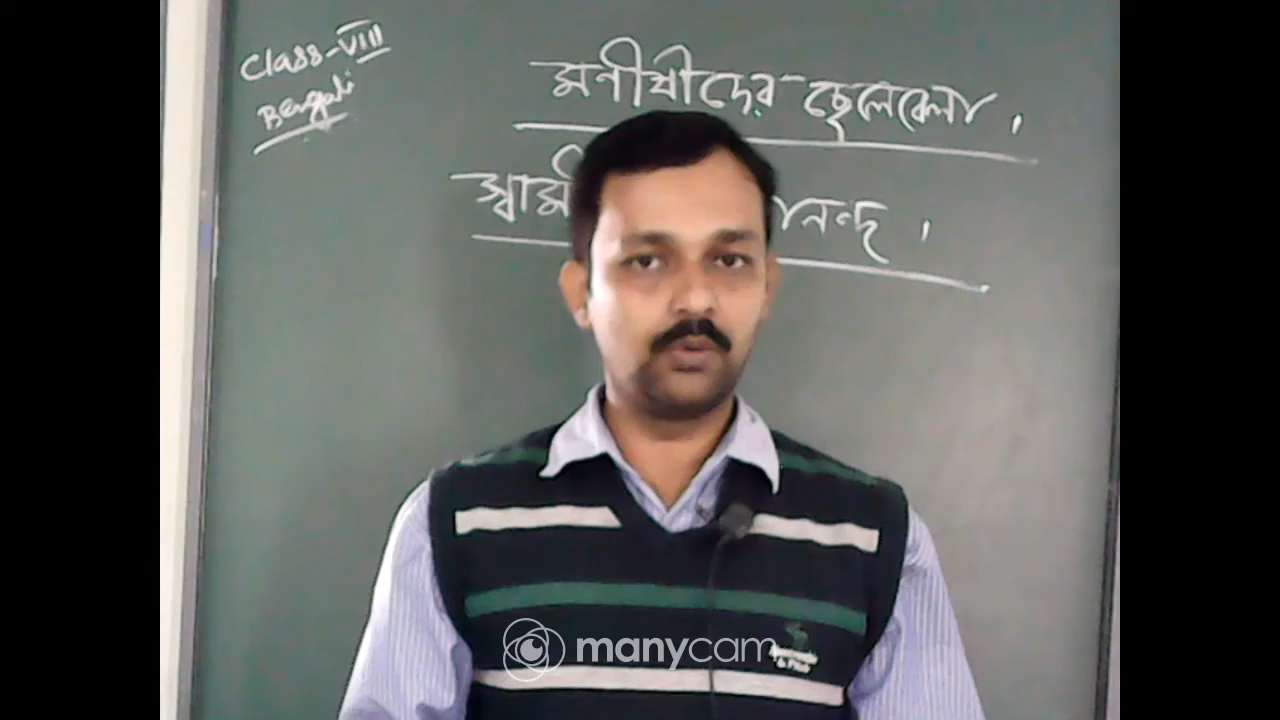 Class-VIII
Bengali
মনীষীদের ছেলেবেলা .
স্বামী নন্দ .
manycam